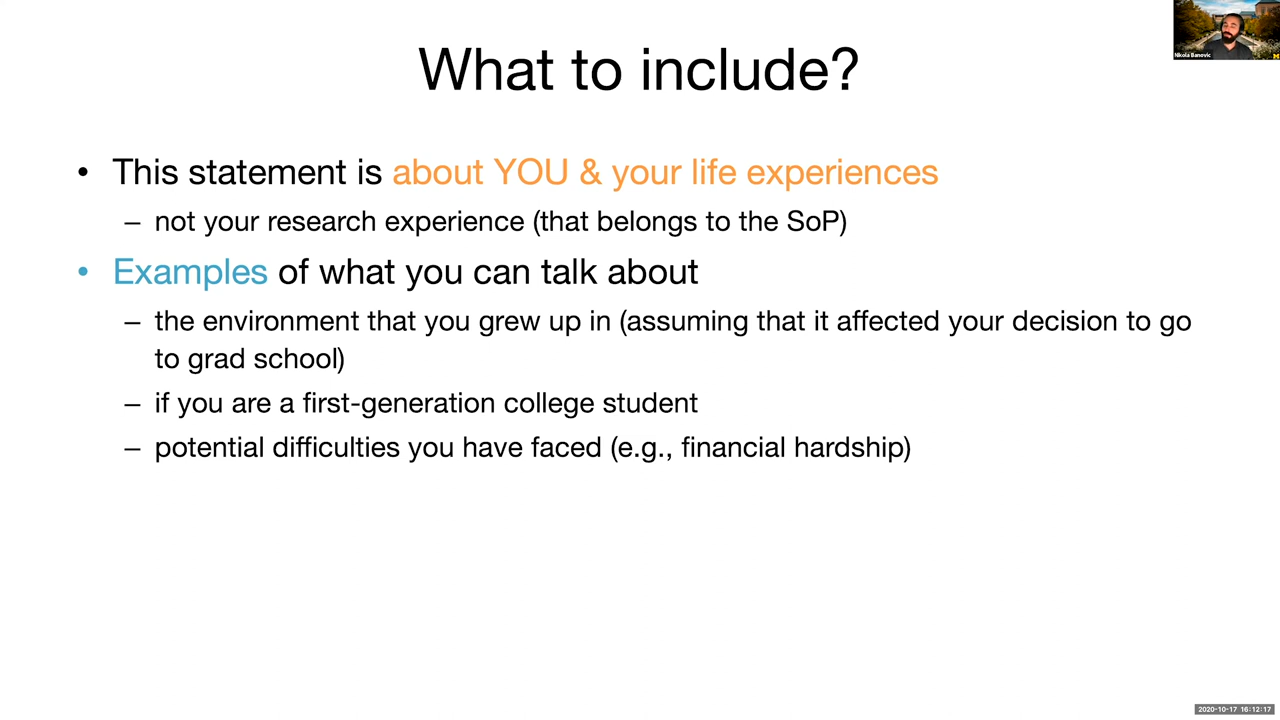 What to include?
Nikola Banovic
• This statement is about YOU & your life experiences
– not your research experience (that belongs to the SoP)
• Examples of what you can talk about
– the environment that you grew up in (assuming that it affected your decision to go
to grad school)
– if you are a first-generation college student
– potential difficulties you have faced (e.g., financial hardship)
2020-10-17 16:12:17